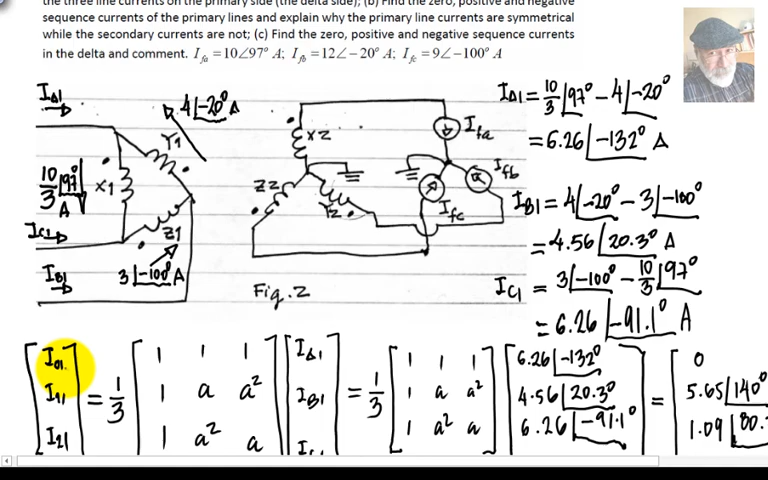 the three line currents on the primary side (the delta side); (b) Find the zero, positive and negative
sequence currents of the primary lines and explain why the primary line currents are symmetrical
while the secondary currents are not; (c) Find the zero, positive and negative sequence currents
in the delta and comment. I_fa = 10∠97° A; I_fb = 12∠−20° A; I_fc = 9∠−100° A
I_A1
4∠-20° A
Y1
10/3 ∠97° A
X1
I_C1
Z1
I_B1
3∠-100° A
X2
I_fa
Z2
Y2
I_fb
I_fc
Fig.2
I_A1 = 10/3 ∠97° − 4∠-20°
= 6.26 ∠-132° A
I_B1 = 4∠-20° − 3∠-100°
= 4.56 ∠20.3° A
I_C1 = 3∠-100° − 10/3 ∠97°
= 6.26 ∠-91.1° A
[I_01 I_11 I_21] = 1/3 [1 1 1; 1 a a²; 1 a² a] [I_A1 I_B1 = 1/3 [1 1 1; 1 a a²; 1 a² a] [6.26∠-132° 4.56∠20.3° 6.26∠-91.1°] = [0 5.65∠140° 1.09∠80.